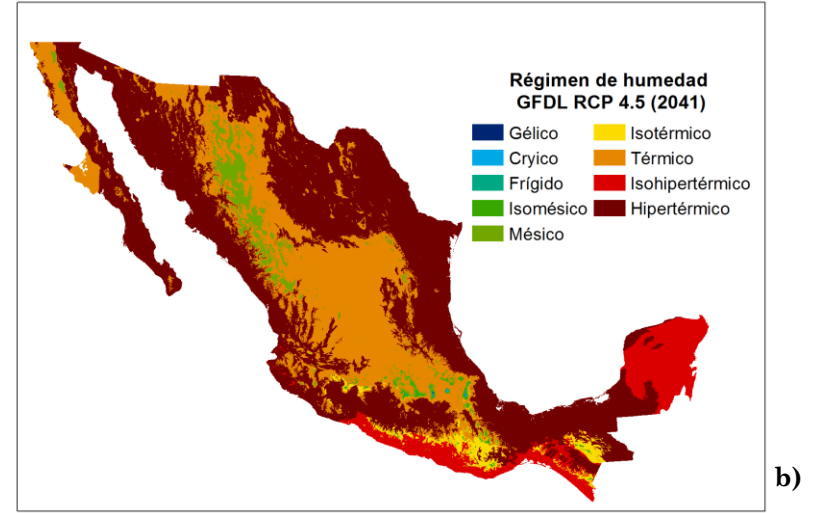 Régimen de humedad
GFDL RCP 4.5 (2041)
Gélico
Cryico
Frígido
Isomésico
Mésico
Isotérmico
Térmico
Isohipertérmico
Hipertérmico
b)